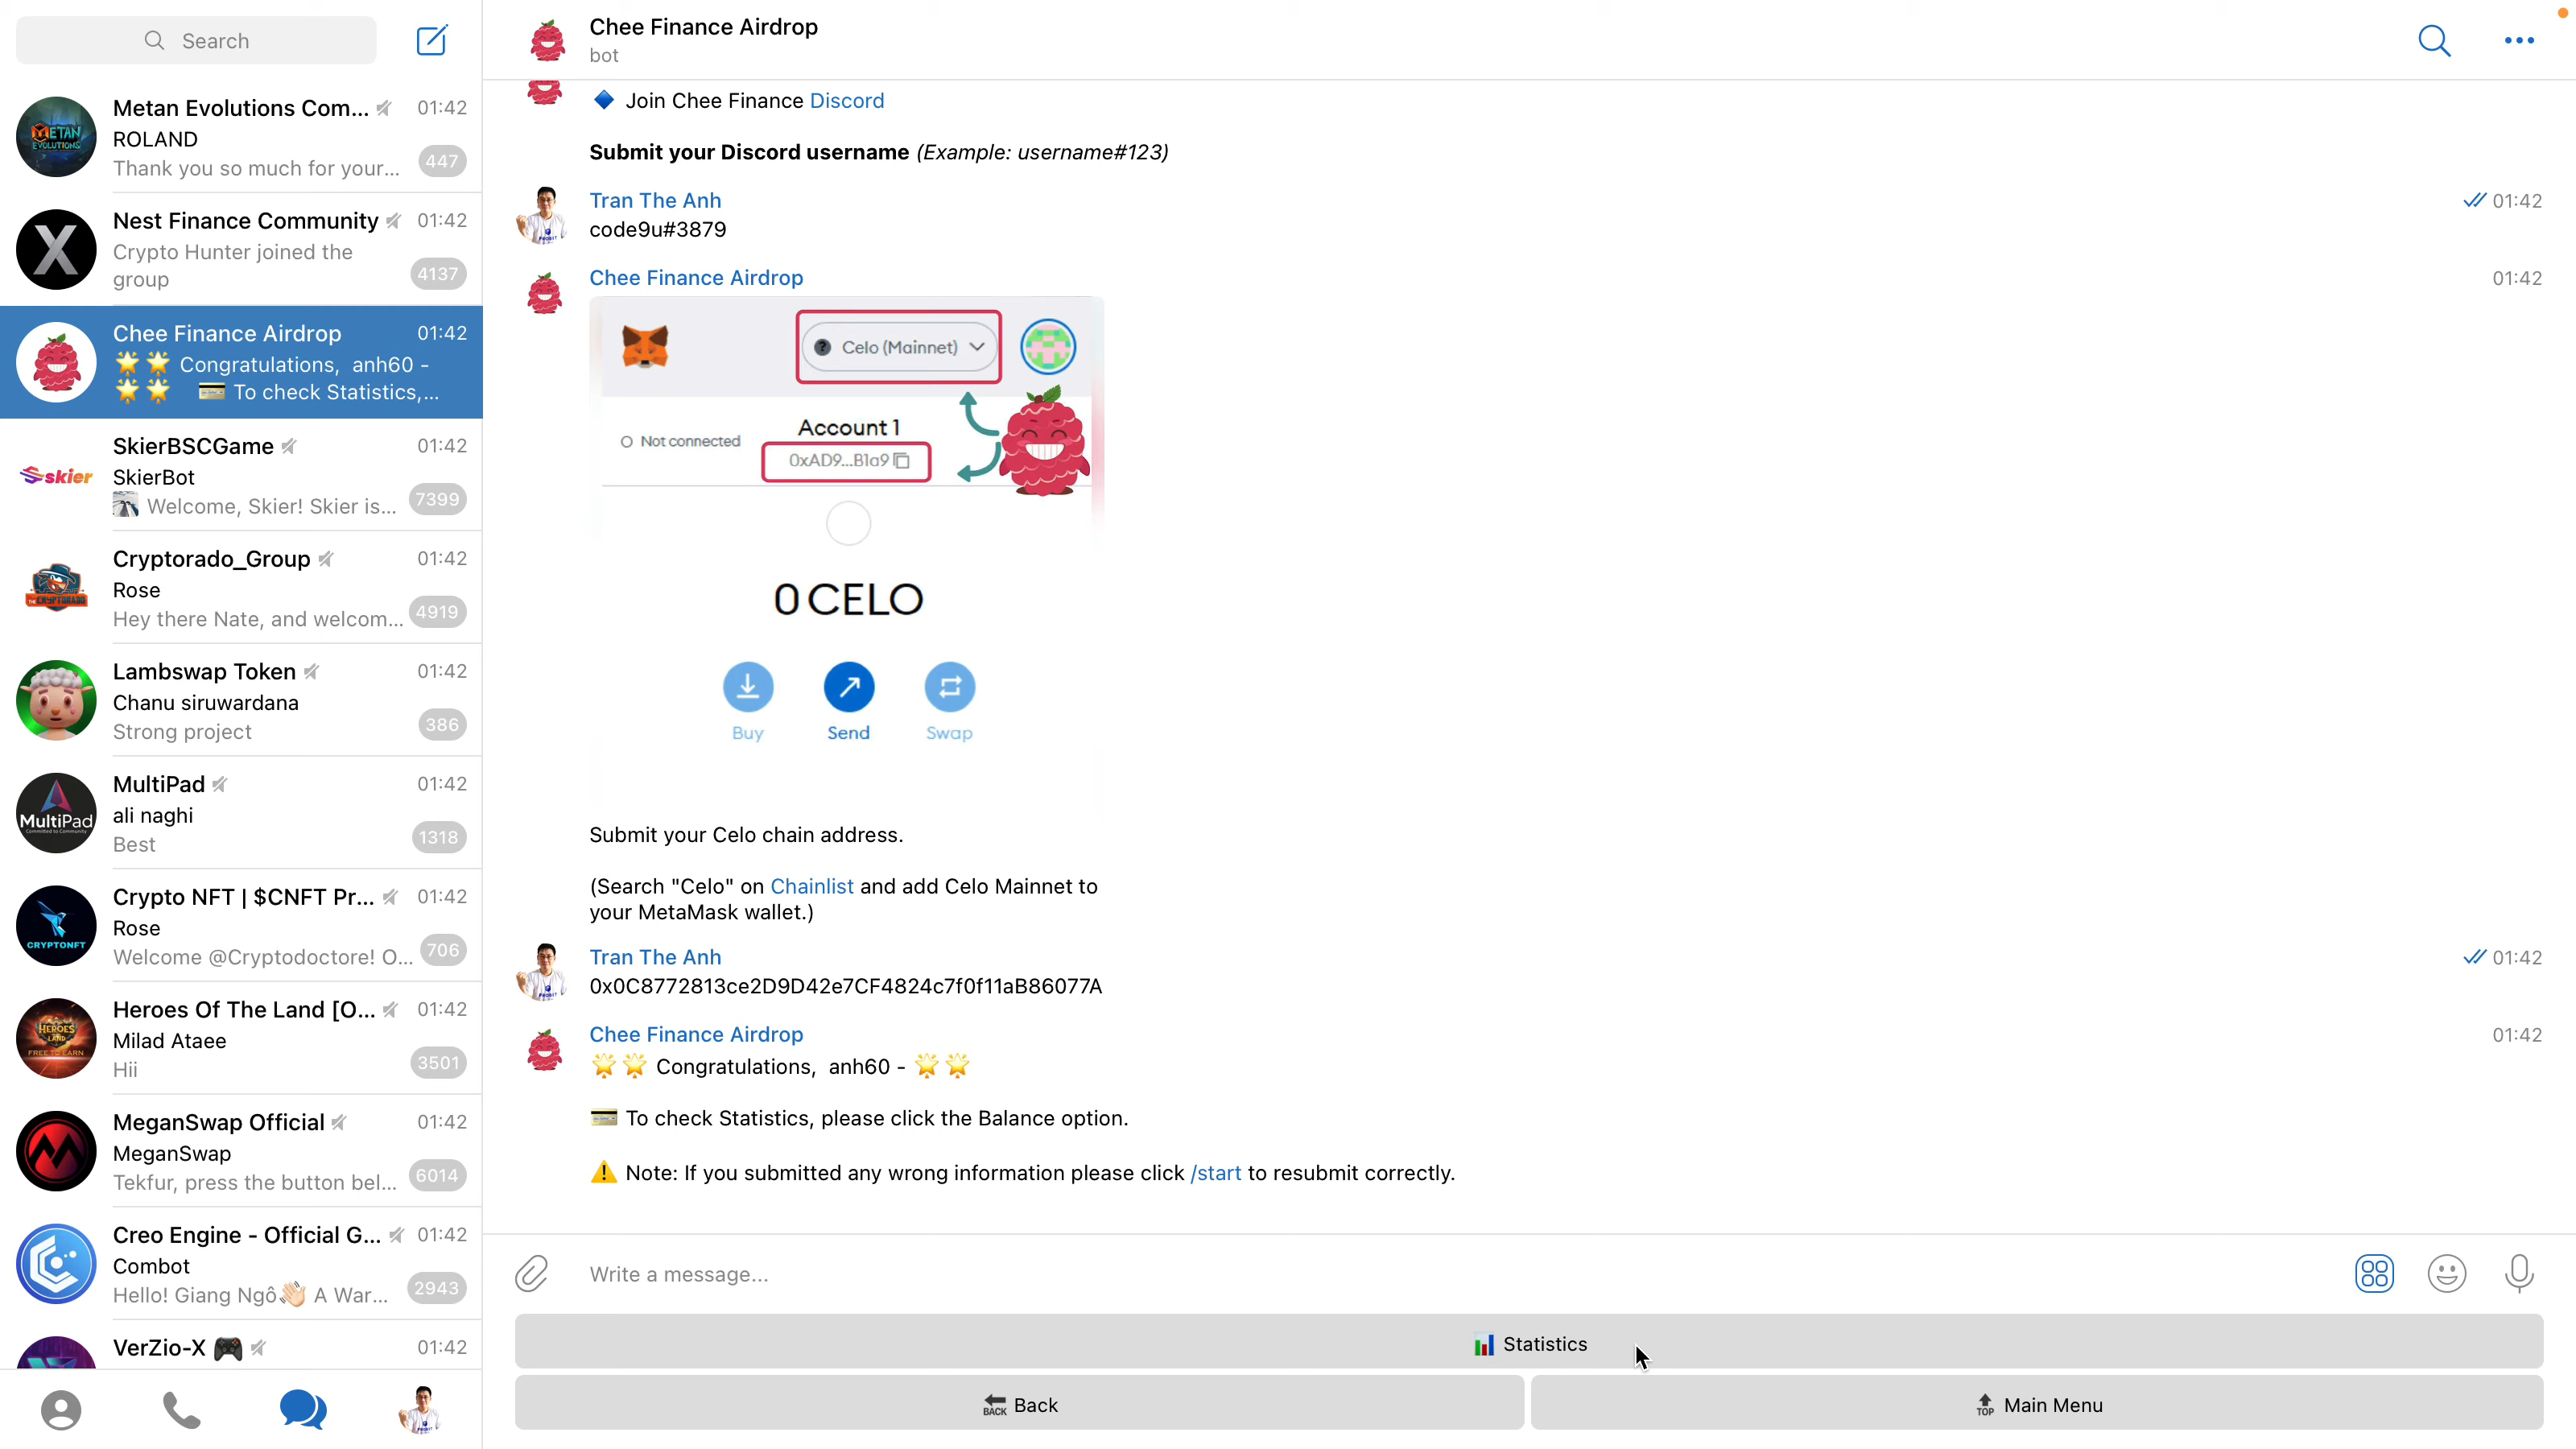 Search
Metan Evolutions Com... 01:42
ROLAND
Thank you so much for your... 447
Nest Finance Community 01:42
Crypto Hunter joined the
group 4137
Chee Finance Airdrop 01:42
🌟 🌟 Congratulations, anh60 -
🌟 🌟 💳 To check Statistics,...
Skier
SkierBSCGame 01:42
SkierBot
Welcome, Skier! Skier is... 7399
Cryptorado_Group 01:42
Rose
Hey there Nate, and welcom... 4919
Lambswap Token 01:42
Chanu siruwardana
Strong project 386
MultiPad 01:42
MultiPad
ali naghi
Best 1318
Crypto NFT | $CNFT Pr... 01:42
Rose
CRYPTONFT
Welcome @Cryptodoctore! O... 706
Heroes Of The Land [O... 01:42
Milad Ataee
Hii 3501
MeganSwap Official 01:42
MeganSwap
Tekfur, press the button bel... 6014
Creo Engine - Official G... 01:42
Combot
Hello! Giang Ngô👋🏻 A War... 2943
VerZio-X 🎮 01:42
Chee Finance Airdrop
bot
🔹 Join Chee Finance Discord
Submit your Discord username (Example: username#123)
Tran The Anh 01:42
code9u#3879
Chee Finance Airdrop 01:42
Celo (Mainnet)
Account 1
Not connected
0xAD9...B1a9
0 CELO
Buy Send Swap
Submit your Celo chain address.
(Search "Celo" on Chainlist and add Celo Mainnet to
your MetaMask wallet.)
Tran The Anh 01:42
0x0C8772813ce2D9D42e7CF4824c7f0f11aB86077A
Chee Finance Airdrop 01:42
🌟 🌟 Congratulations, anh60 - 🌟 🌟
💳 To check Statistics, please click the Balance option.
⚠️ Note: If you submitted any wrong information please click /start to resubmit correctly.
Write a message...
📊 Statistics
🔙 Back
🔝 Main Menu